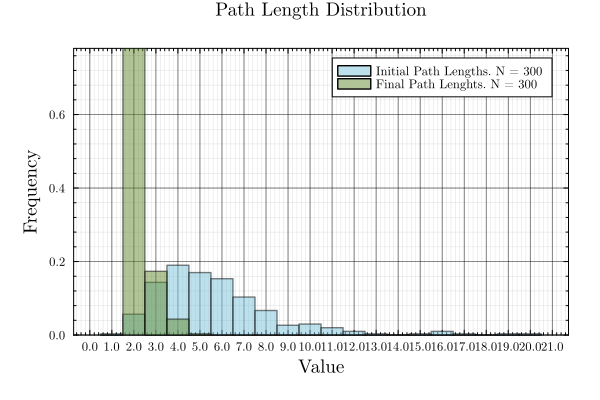 Path Length Distribution
Initial Path Lengths. N = 300
Final Path Lenghts. N = 300
0.6
0.4
0.2
0.0
Frequency
0.0 1.0 2.0 3.0 4.0 5.0 6.0 7.0 8.0 9.0 10.0 11.0 12.0 13.0 14.0 15.0 16.0 17.0 18.0 19.0 20.0 21.0
Value